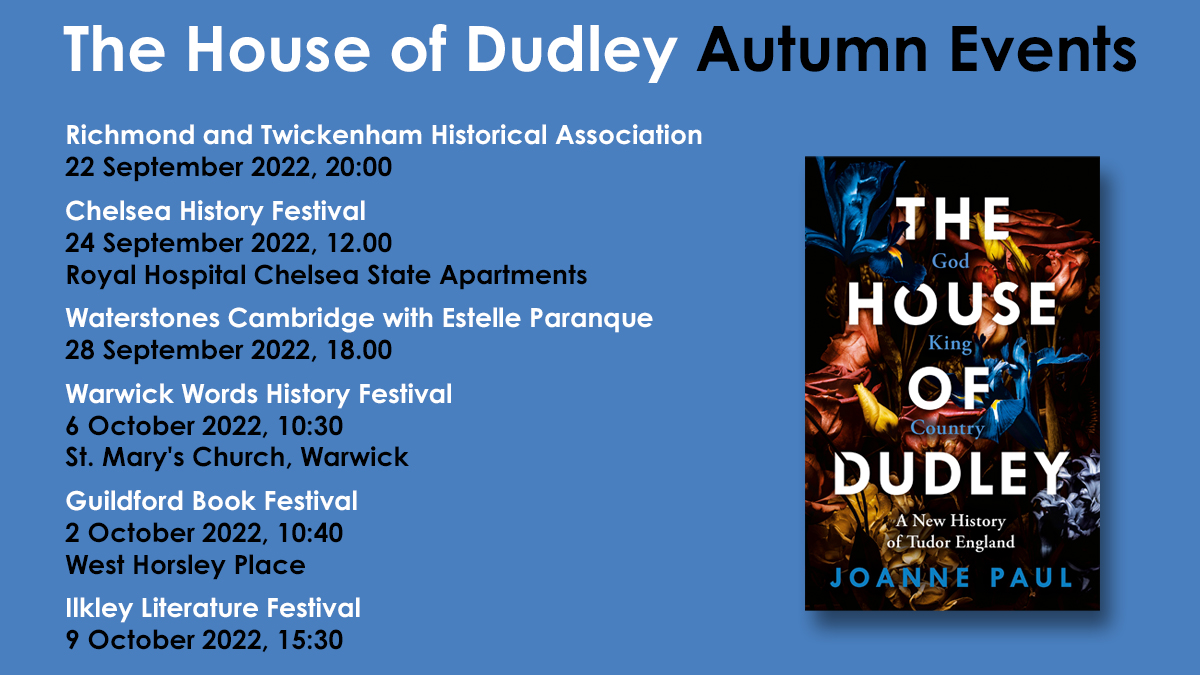 The House of Dudley Autumn Events
Richmond and Twickenham Historical Association
22 September 2022, 20:00
Chelsea History Festival
24 September 2022, 12.00
Royal Hospital Chelsea State Apartments
Waterstones Cambridge with Estelle Paranque
28 September 2022, 18.00
Warwick Words History Festival
6 October 2022, 10:30
St. Mary's Church, Warwick
Guildford Book Festival
2 October 2022, 10:40
West Horsley Place
Ilkley Literature Festival
9 October 2022, 15:30
THE
God
HOUSE
King
OF
Country
DUDLEY
A New History
of Tudor England
JOANNE PAUL